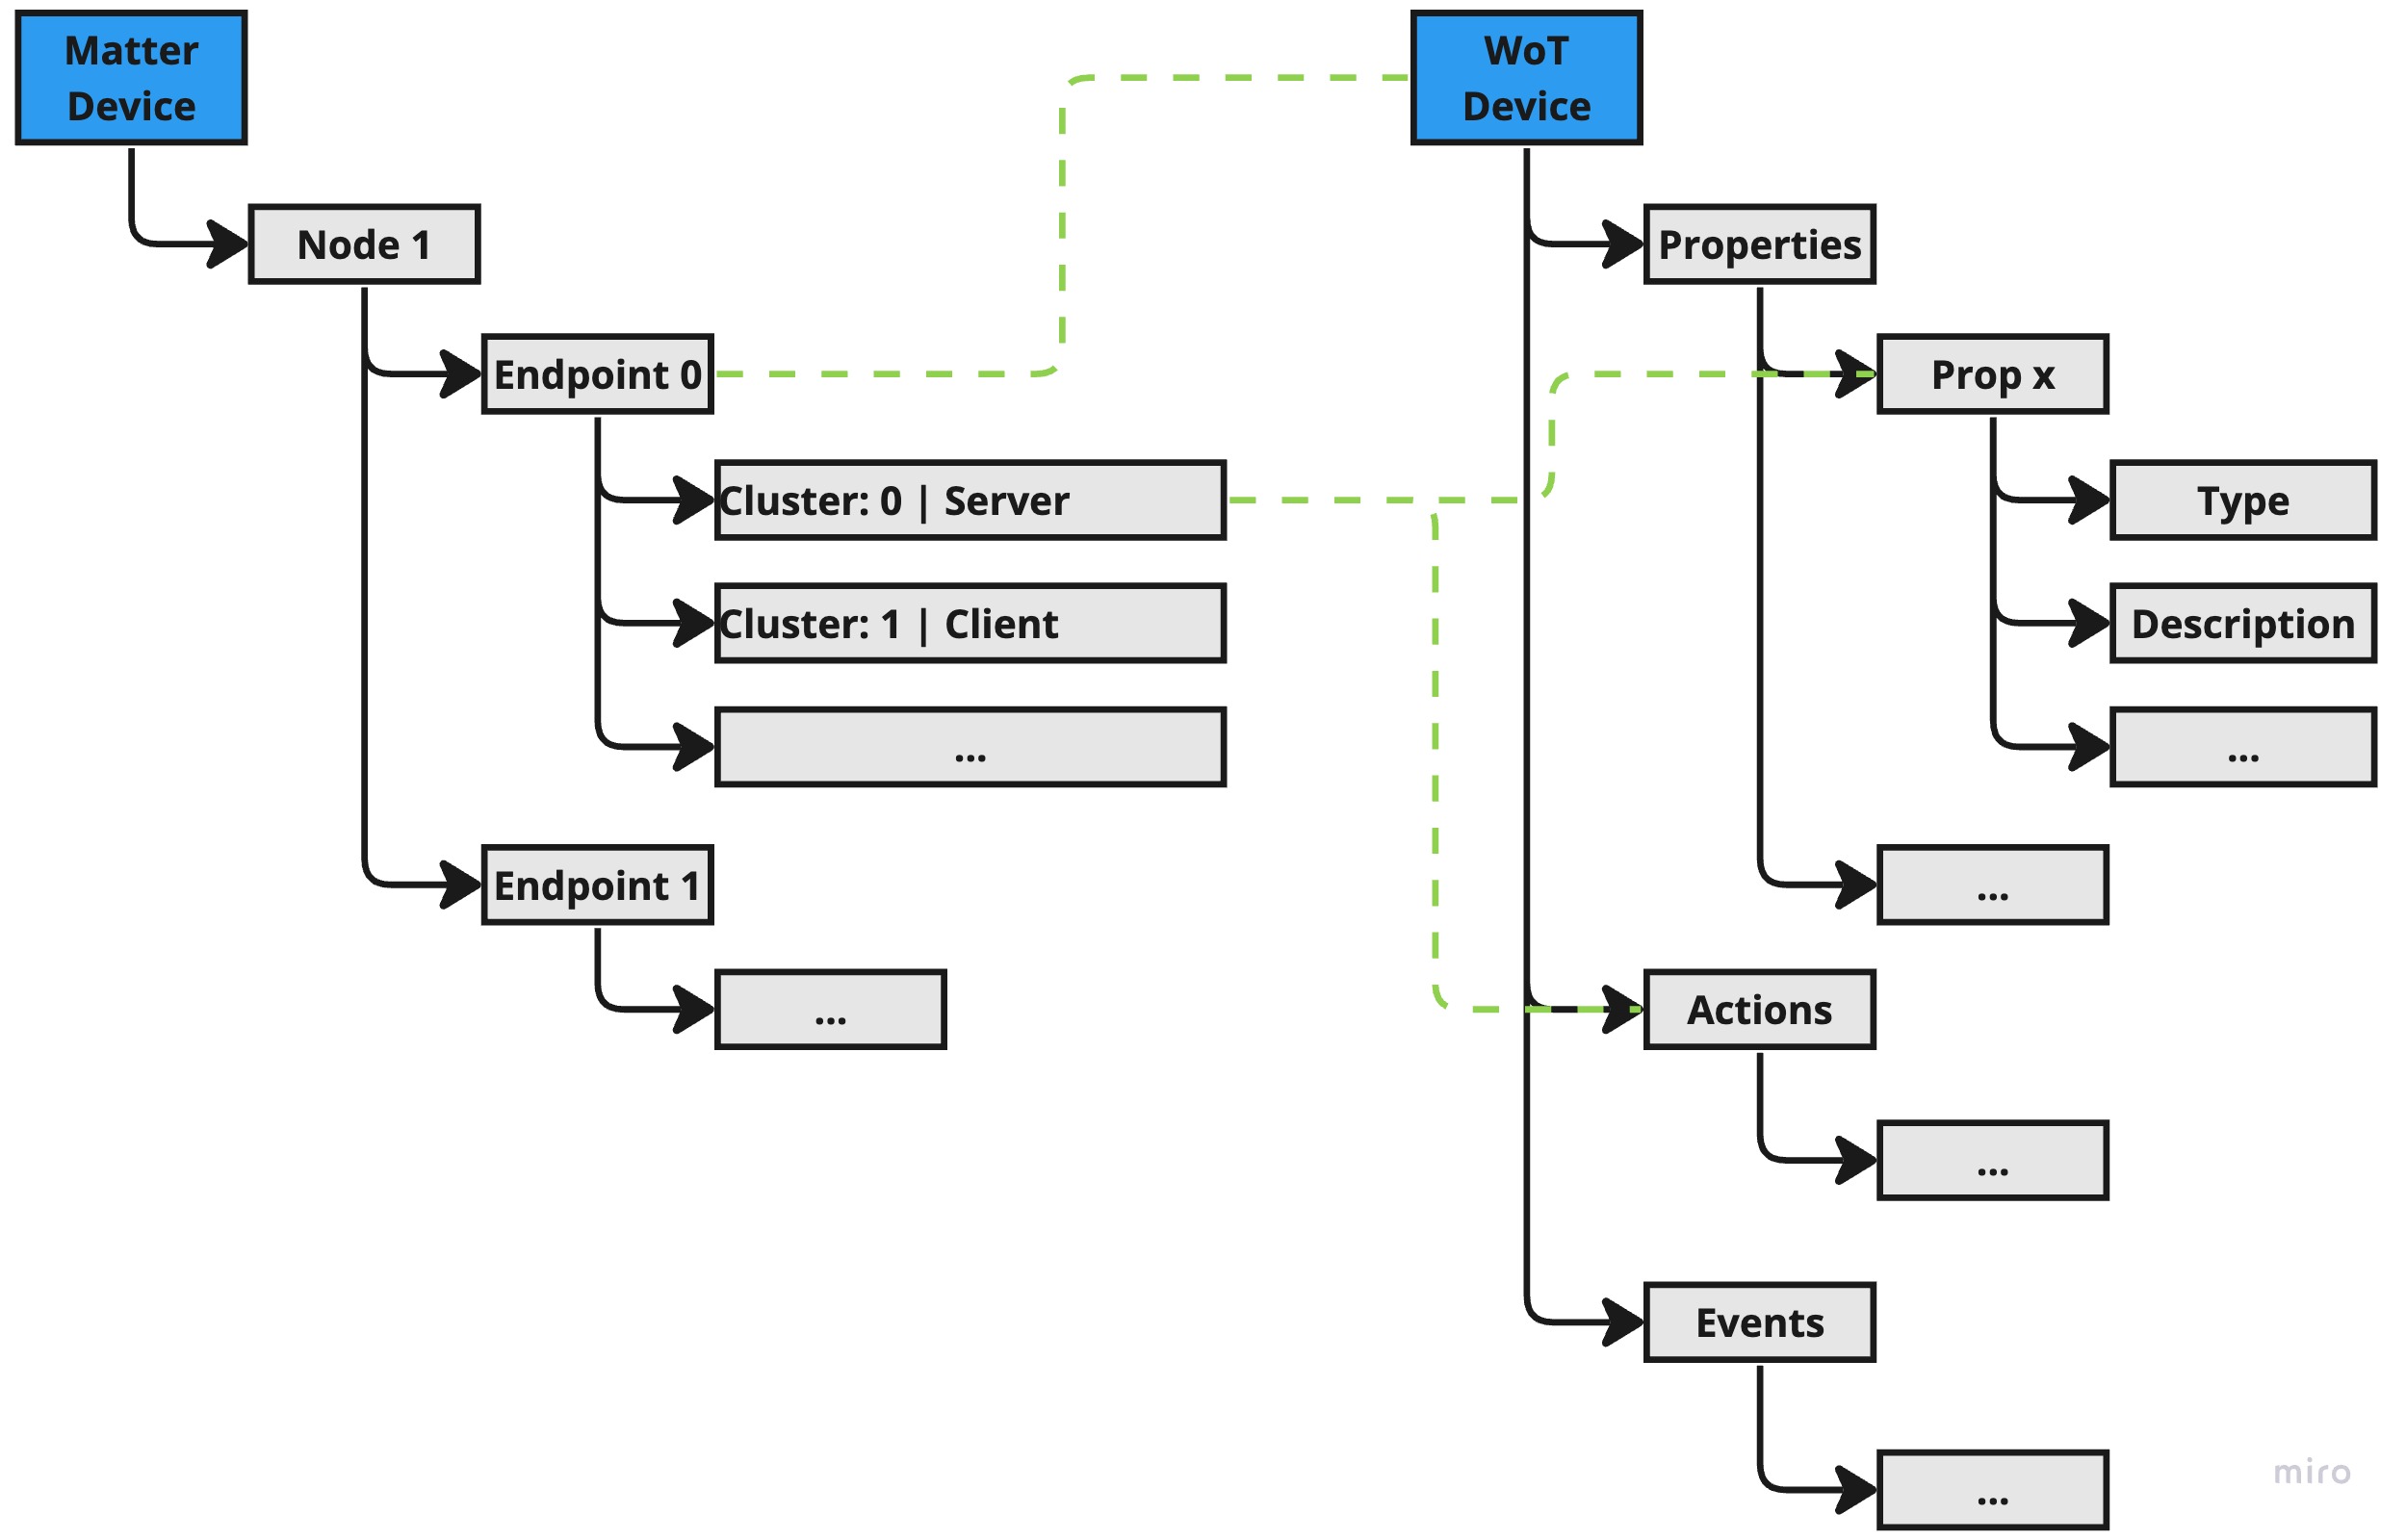 Matter
Device
WoT
Device
Node 1
Properties
Endpoint 0
Prop x
Cluster: 0 | Server
Type
Cluster: 1 | Client
Description
...
...
Endpoint 1
...
...
Actions
...
Events
...
miro